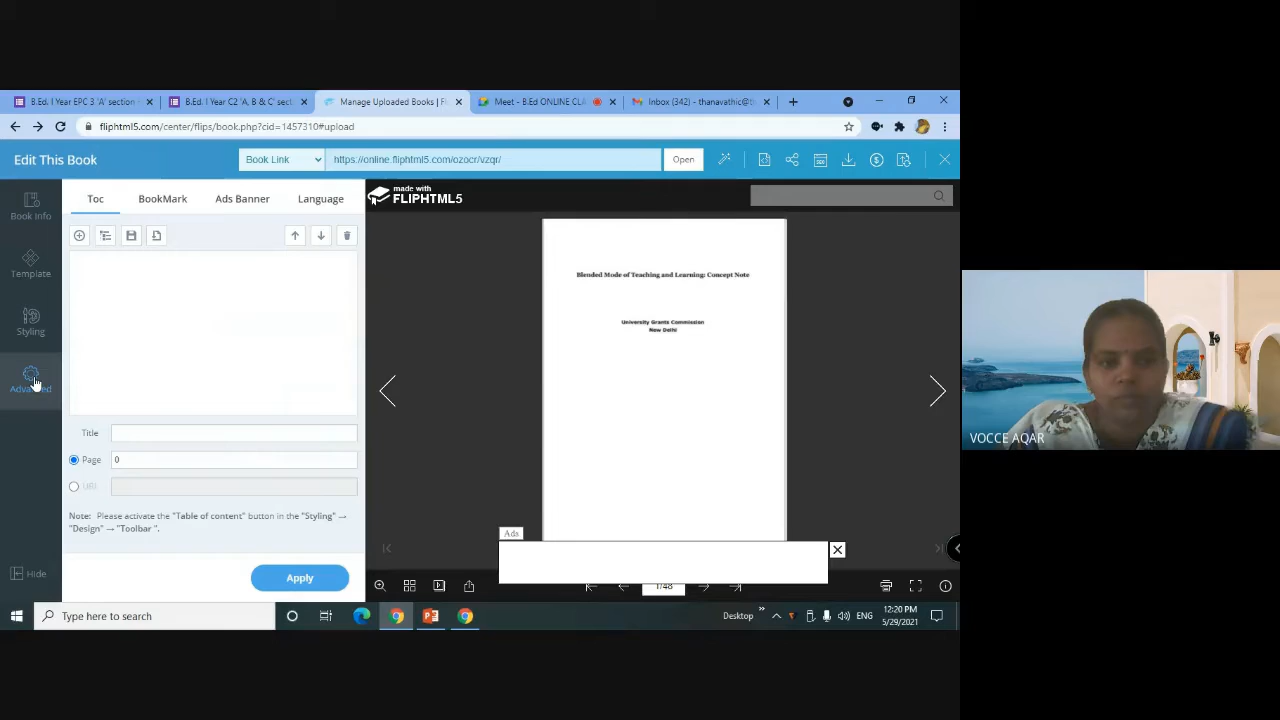 B.Ed. I Year EPC 3 'A' section
B.Ed. I Year C2 'A, B & C' sect
Manage Uploaded Books | F
Meet - B.Ed ONLINE CLA
Inbox (342) - thanavathic@t
fliphtml5.com/center/flips/book.php?cid=1457310#upload
Edit This Book
Book Link
https://online.fliphtml5.com/ozocr/vzqr/
Open
Book Info
Template
Styling
Advanced
Hide
Toc
BookMark
Ads Banner
Language
Title
Page
0
URL
Note: Please activate the "Table of content" button in the "Styling" →
"Design" → "Toolbar ".
Apply
made with
FLIPHTML5
Blended Mode of Teaching and Learning: Concept Note
University Grants Commission
New Delhi
Ads
1/48
VOCCE AQAR
Type here to search
Desktop
ENG
12:20 PM
5/29/2021